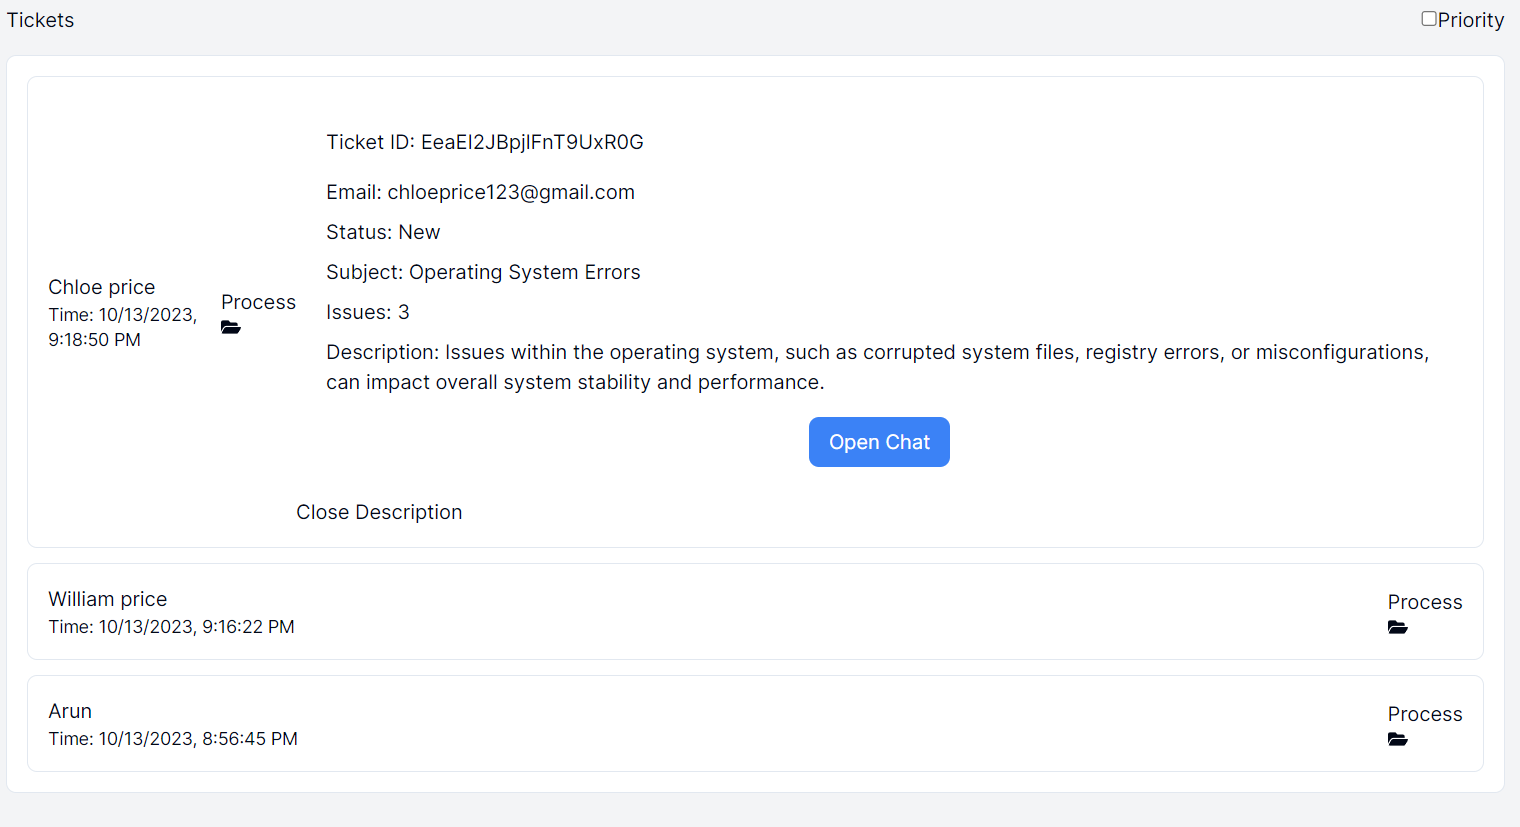 Tickets
Priority
Chloe price
Time: 10/13/2023,
9:18:50 PM
Process
Ticket ID: EeaEI2JBpjlFnT9UxR0G
Email: chloeprice123@gmail.com
Status: New
Subject: Operating System Errors
Issues: 3
Description: Issues within the operating system, such as corrupted system files, registry errors, or misconfigurations,
can impact overall system stability and performance.
Open Chat
Close Description
William price
Time: 10/13/2023, 9:16:22 PM
Process
Arun
Time: 10/13/2023, 8:56:45 PM
Process